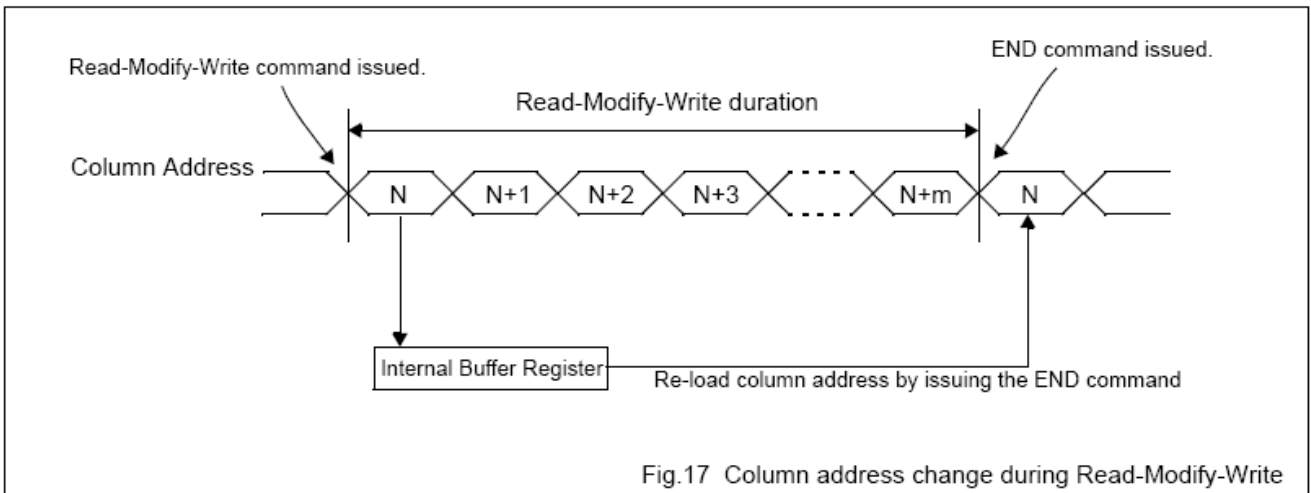 END command issued.
Read-Modify-Write command issued.
Read-Modify-Write duration
Column Address
N
N+1
N+2
N+3
N+m
N
Internal Buffer Register
Re-load column address by issuing the END command
Fig.17 Column address change during Read-Modify-Write